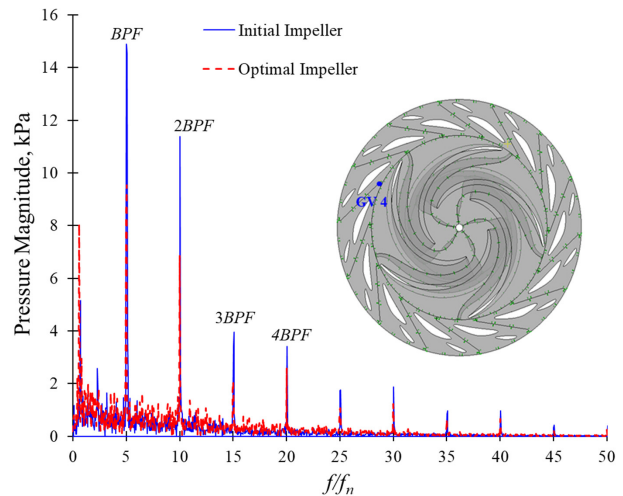 Pressure Magnitude, kPa
16
14
12
10
8
6
4
2
0
BPF
2BPF
3BPF
4BPF
Initial Impeller
Optimal Impeller
GV 4
0 5 10 15 20 25 30 35 40 45 50
f/fn